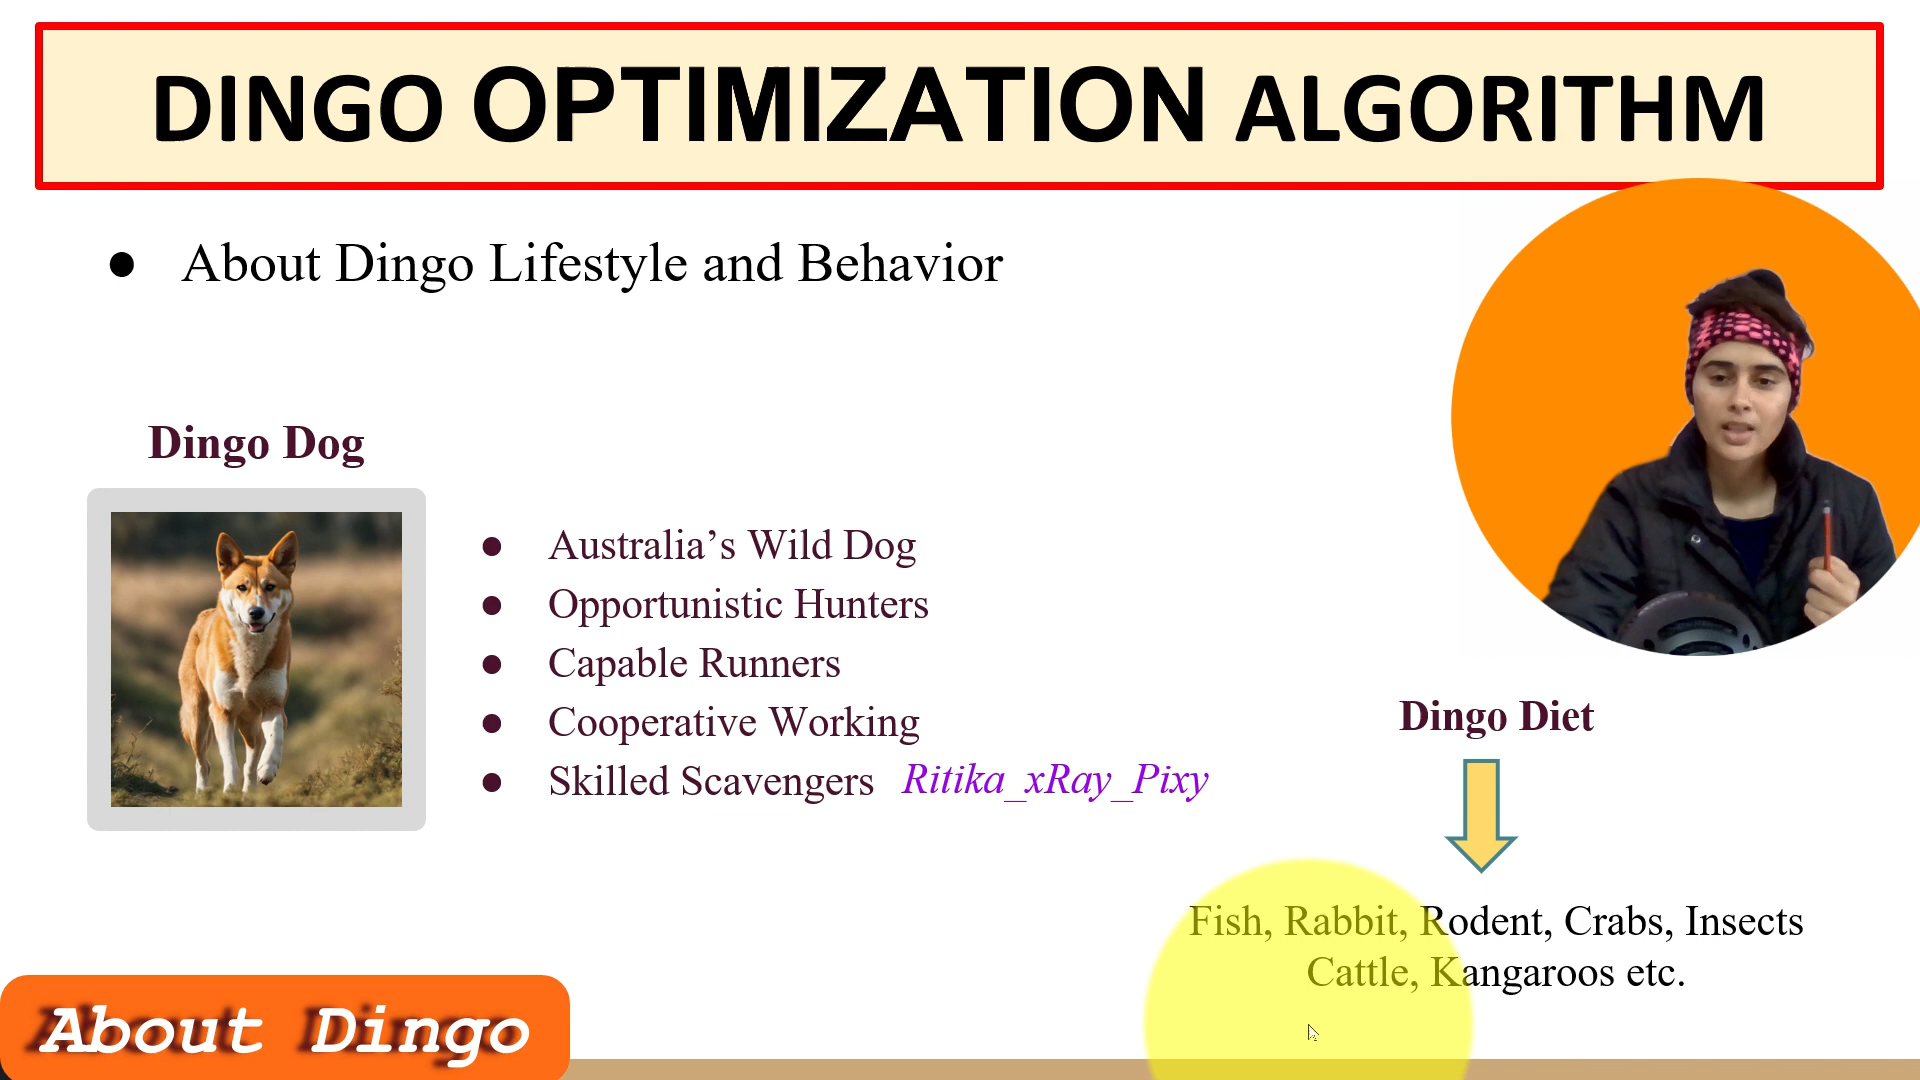 DINGO OPTIMIZATION ALGORITHM
● About Dingo Lifestyle and Behavior
Dingo Dog
● Australia’s Wild Dog
● Opportunistic Hunters
● Capable Runners
● Cooperative Working
● Skilled Scavengers Ritika_xRay_Pixy
Dingo Diet
Fish, Rabbit, Rodent, Crabs, Insects
Cattle, Kangaroos etc.
About Dingo